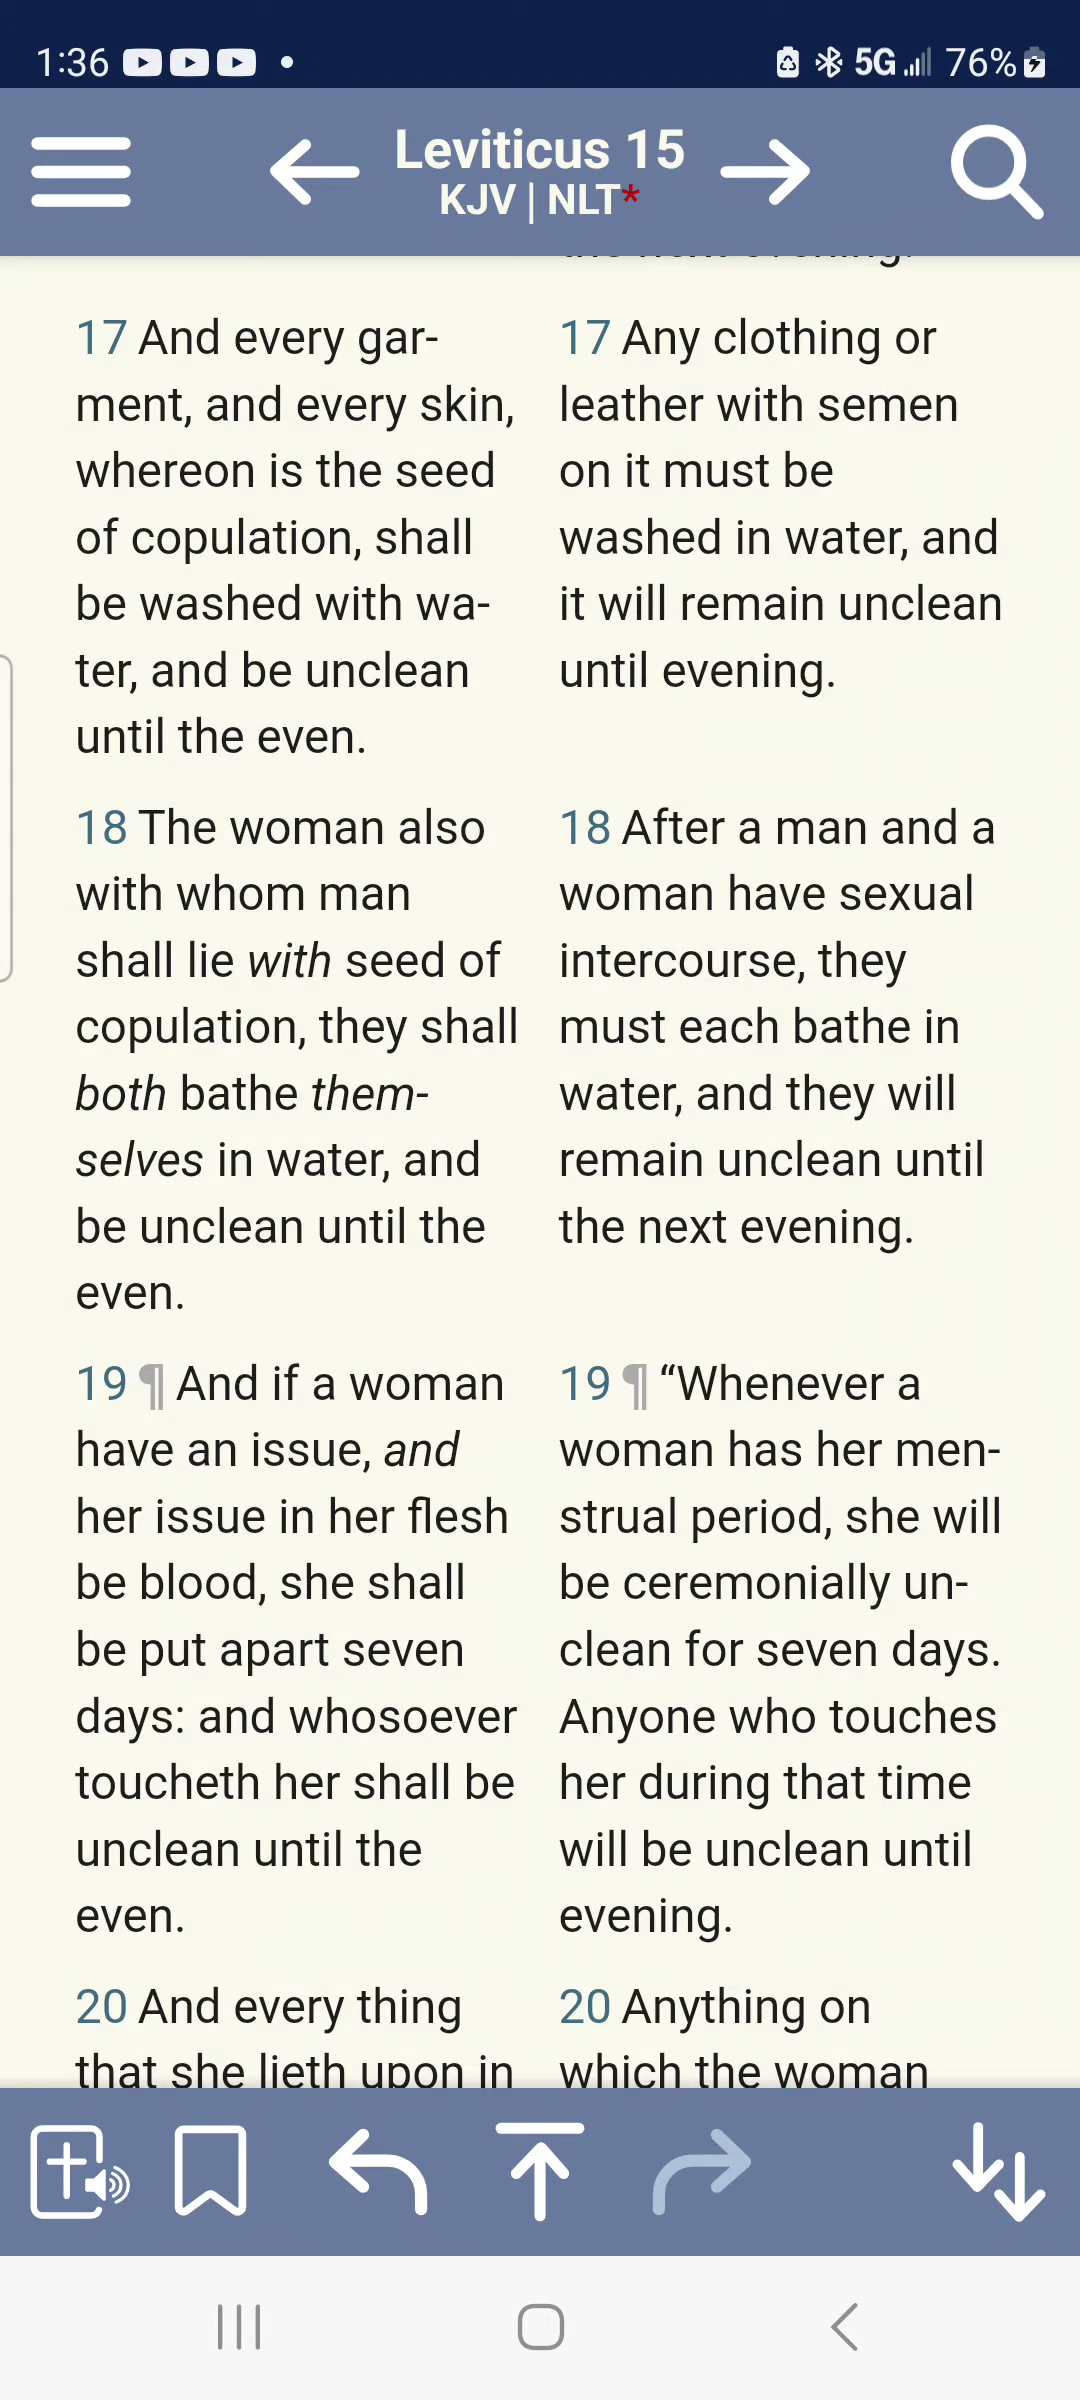 1:36
5G 76%
Leviticus 15
KJV | NLT*
17 And every gar-
ment, and every skin,
whereon is the seed
of copulation, shall
be washed with wa-
ter, and be unclean
until the even.
18 The woman also
with whom man
shall lie with seed of
copulation, they shall
both bathe them-
selves in water, and
be unclean until the
even.
19 ¶ And if a woman
have an issue, and
her issue in her flesh
be blood, she shall
be put apart seven
days: and whosoever
toucheth her shall be
unclean until the
even.
20 And every thing
that she lieth upon in
the next evening.
17 Any clothing or
leather with semen
on it must be
washed in water, and
it will remain unclean
until evening.
18 After a man and a
woman have sexual
intercourse, they
must each bathe in
water, and they will
remain unclean until
the next evening.
19 ¶ “Whenever a
woman has her men-
strual period, she will
be ceremonially un-
clean for seven days.
Anyone who touches
her during that time
will be unclean until
evening.
20 Anything on
which the woman